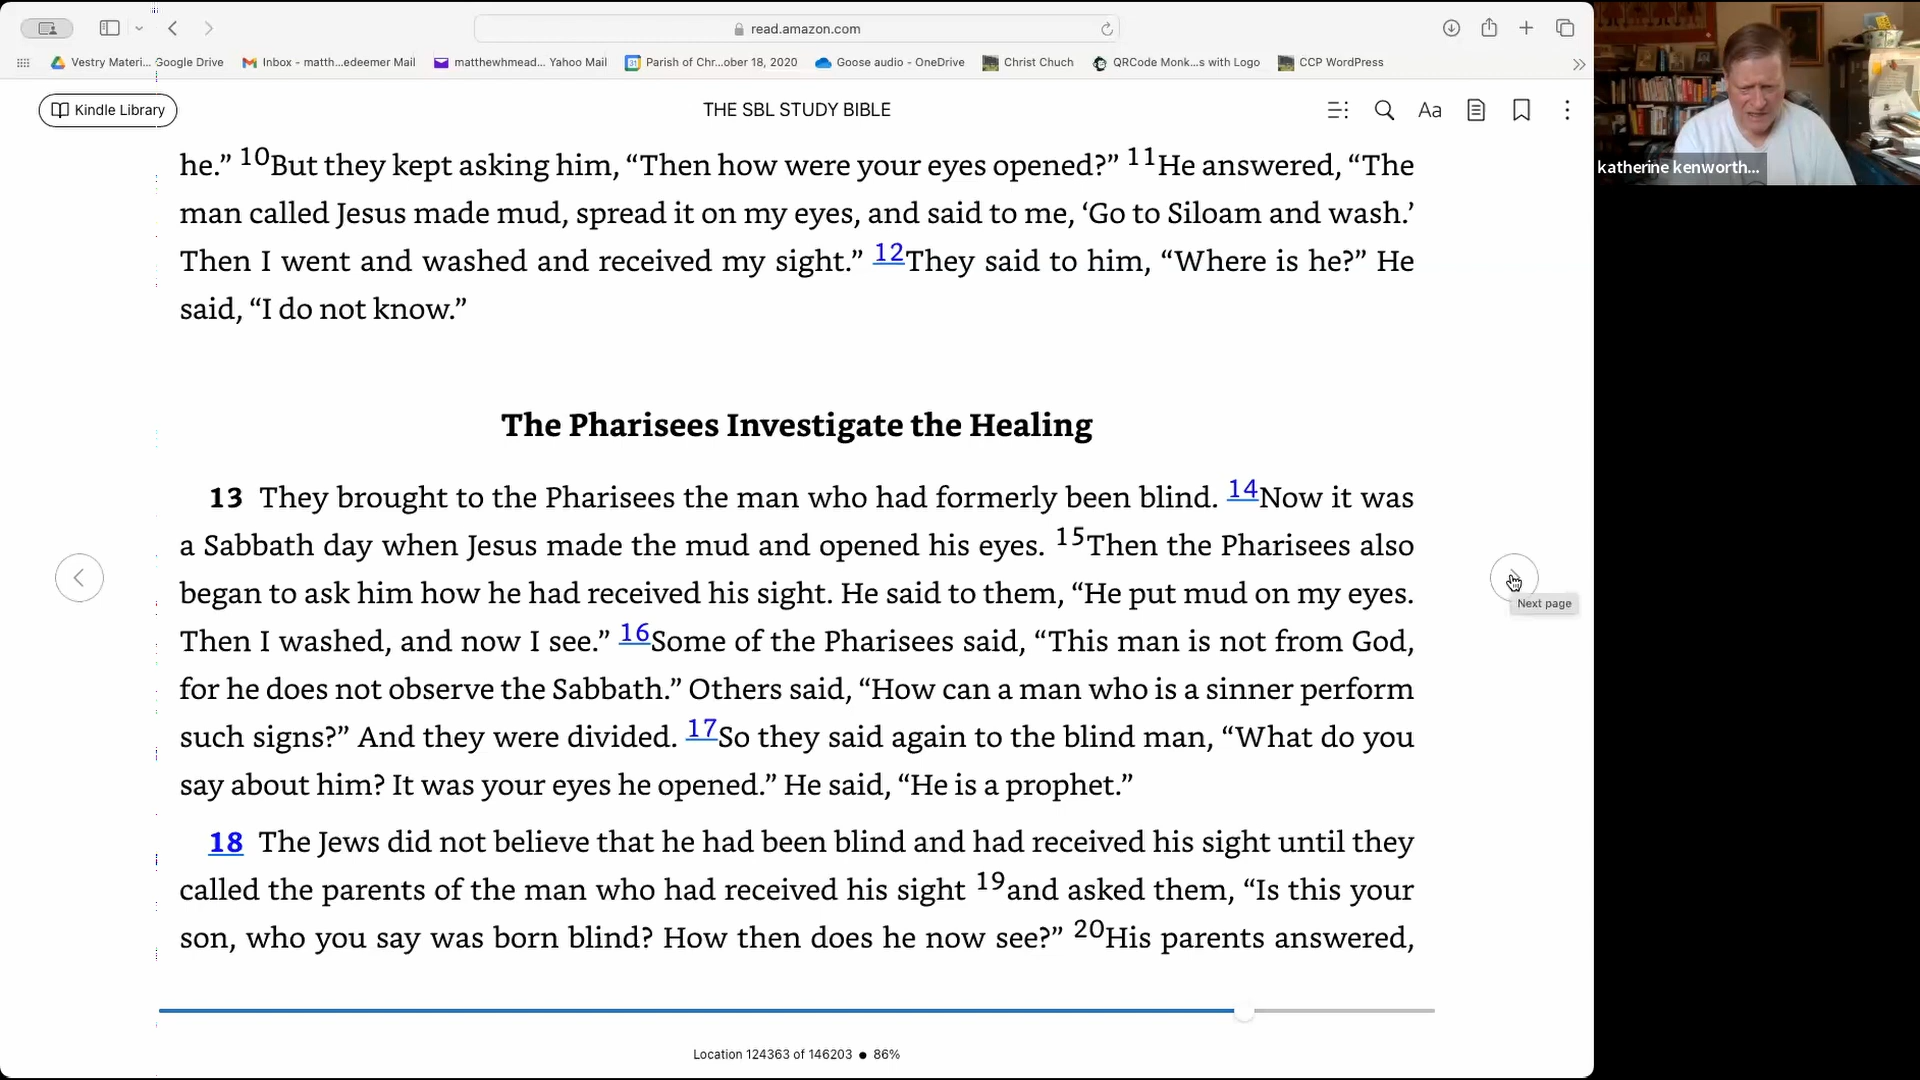 read.amazon.com
Vestry Materi... Google Drive
Inbox - matth...edeemer Mail
matthewhmead... Yahoo Mail
31 Parish of Chr...ober 18, 2020
Goose audio - OneDrive
Christ Chuch
QRCode Monk...s with Logo
CCP WordPress
Kindle Library
THE SBL STUDY BIBLE
Aa
katherine kenworth...
he.” 10But they kept asking him, “Then how were your eyes opened?” 11He answered, “The
man called Jesus made mud, spread it on my eyes, and said to me, ‘Go to Siloam and wash.’
Then I went and washed and received my sight.” 12They said to him, “Where is he?” He
said, “I do not know.”
The Pharisees Investigate the Healing
13 They brought to the Pharisees the man who had formerly been blind. 14Now it was
a Sabbath day when Jesus made the mud and opened his eyes. 15Then the Pharisees also
began to ask him how he had received his sight. He said to them, “He put mud on my eyes.
Then I washed, and now I see.” 16Some of the Pharisees said, “This man is not from God,
for he does not observe the Sabbath.” Others said, “How can a man who is a sinner perform
such signs?” And they were divided. 17So they said again to the blind man, “What do you
say about him? It was your eyes he opened.” He said, “He is a prophet.”
18 The Jews did not believe that he had been blind and had received his sight until they
called the parents of the man who had received his sight 19and asked them, “Is this your
son, who you say was born blind? How then does he now see?” 20His parents answered,
Next page
Location 124363 of 146203 ● 86%